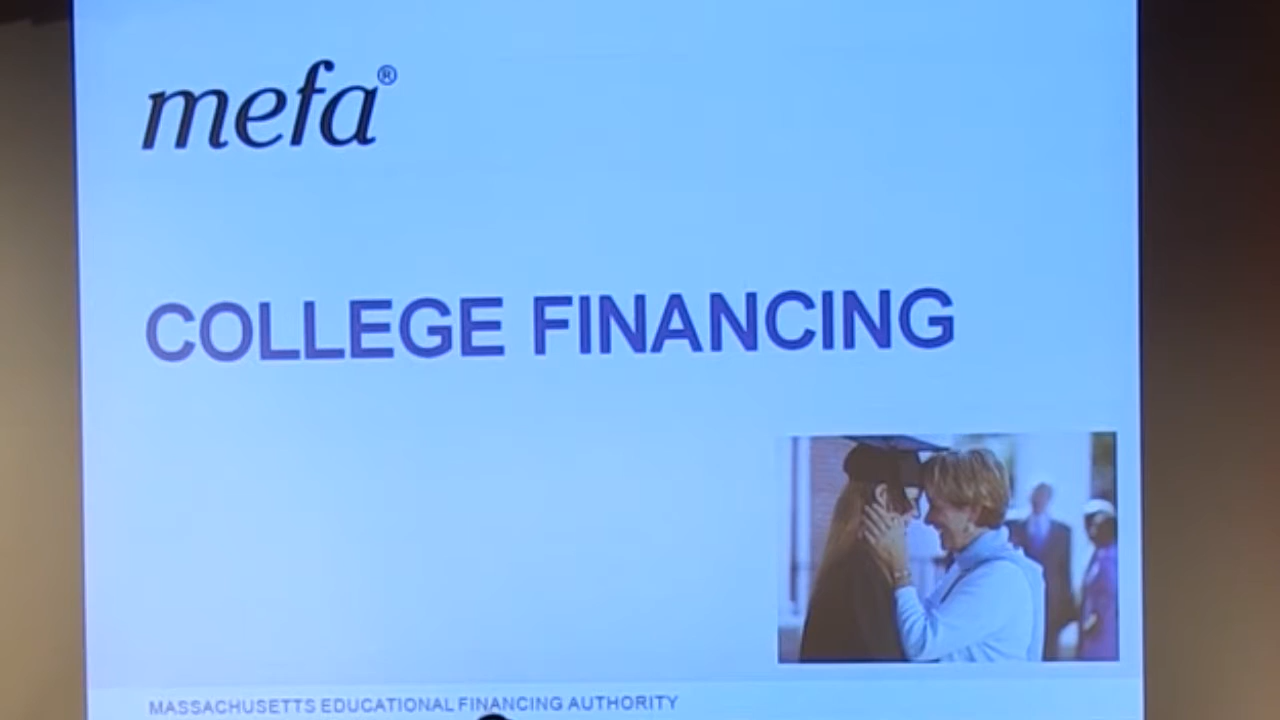 mefa®
COLLEGE FINANCING
MASSACHUSETTS EDUCATIONAL FINANCING AUTHORITY